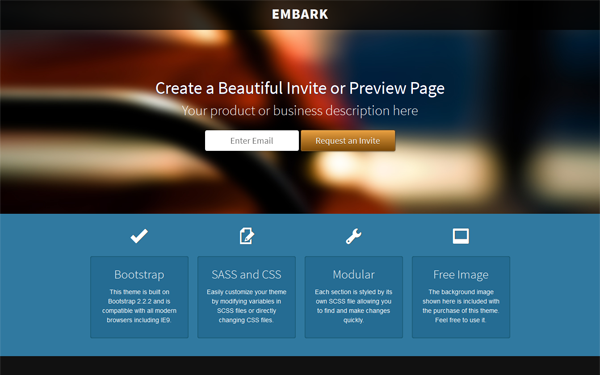 EMBARK
Create a Beautiful Invite or Preview Page
Your product or business description here
Enter Email
Request an Invite
Bootstrap
This theme is built on
Bootstrap 2.2.2 and is
compatible with all modern
browsers including IE9.
SASS and CSS
Easily customize your theme
by modifying variables in
SCSS files or directly
changing CSS files.
Modular
Each section is styled by its
own SCSS file allowing you
to find and make changes
quickly.
Free Image
The background image
shown here is included with
the purchase of this theme.
Feel free to use it.